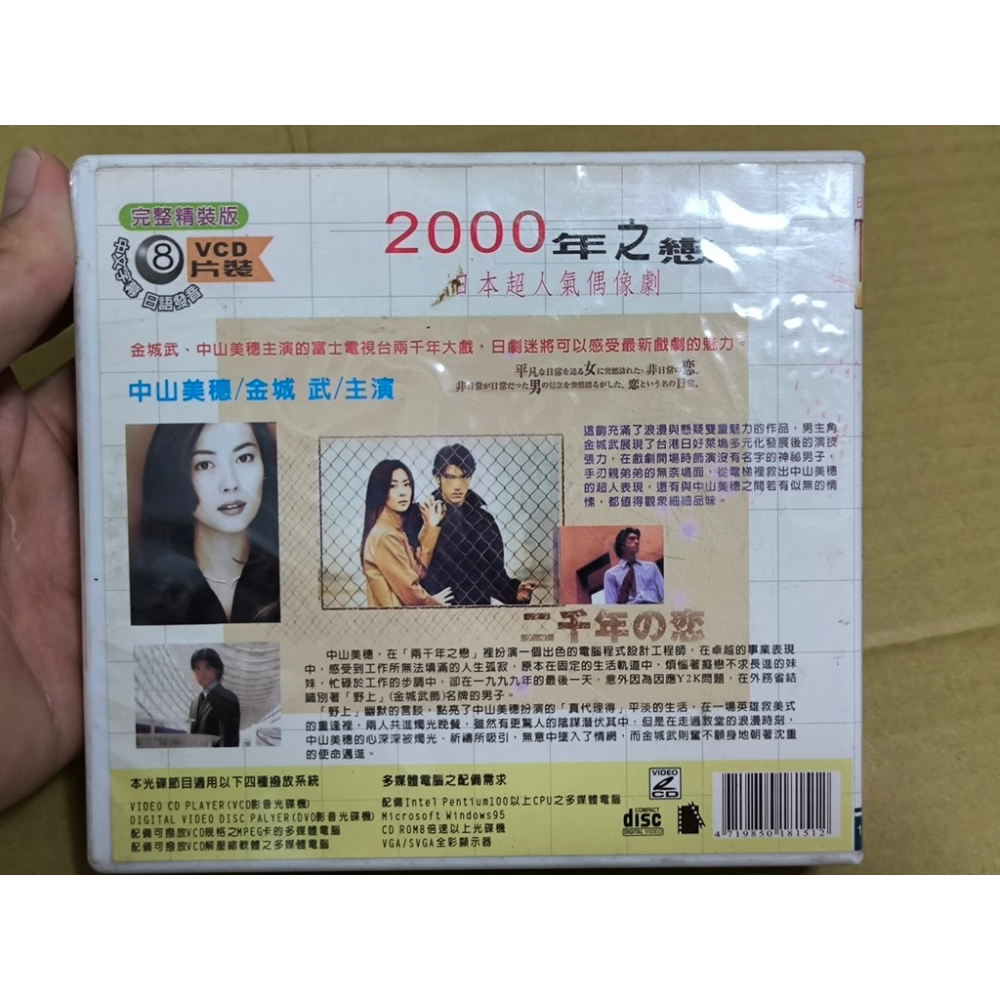 完整精裝版
8
VCD
片裝
中文字幕 日語發音
2000年之戀
日本超人氣偶像劇
金城武、中山美穗主演的富士電視台兩千年大戲，日劇迷將可以感受最新戲劇的魅力。
平凡な日常を送る女に突然訪れた、非日常の恋。
非日常が日常だった男の信念を突然揺るがした、恋という名の日常。
中山美穗/金城 武/主演
這齣充滿了浪漫與懸疑雙重魅力的作品，男主角
金城武展現了台港日好萊塢多元化發展後的演技
張力，在戲劇開場時飾演沒有名字的神祕男子，
手刃親弟弟的無奈場面，從電梯裡救出中山美穗
的超人表現，還有與中山美穗之間若有似無的情
愫，都值得觀眾細細品味。
二千年の恋
中山美穗，在「兩千年之戀」裡扮演一個出色的電腦程式設計工程師，在卓越的事業表現
中，感受到工作所無法填滿的人生孤寂，原本在固定的生活軌道中，煩惱著癡戀不求長進的妹
妹，忙碌於工作的步調中，卻在一九九九年的最後一天，意外因為因應Y2K問題，在外務省結
識別著「野上」(金城武飾)名牌的男子。
「野上」幽默的言談、點亮了中山美穗扮演的「真代理得」平淡的生活，在一場英雄救美式
的重逢裡，兩人共進燭光晚餐，雖然有更駭人的陰謀潛伏其中，但是在走過教堂的浪漫時刻，
中山美穗的心深深被燭光、祈禱所吸引，無意中墜入了情網，而金城武則奮不顧身地朝著沈重
的使命邁進。
本光碟節目適用以下四種撥放系統
VIDEO CD PLAYER(VCD影音光碟機)
DIGITAL VIDEO DISC PALYER(DVD影音光碟機)
配備可撥放VCD規格之MPEG卡的多媒體電腦
配備可撥放VCD解壓縮軟體之多媒體電腦
多媒體電腦之配備需求
配備Intel Pentium100以上CPU之多媒體電腦
Microsoft Windows95
CD ROM8倍速以上光碟機
VGA/SVGA全彩顯示器
VIDEO
CD
COMPACT
disc
DIGITAL VIDEO
4 719850 181512